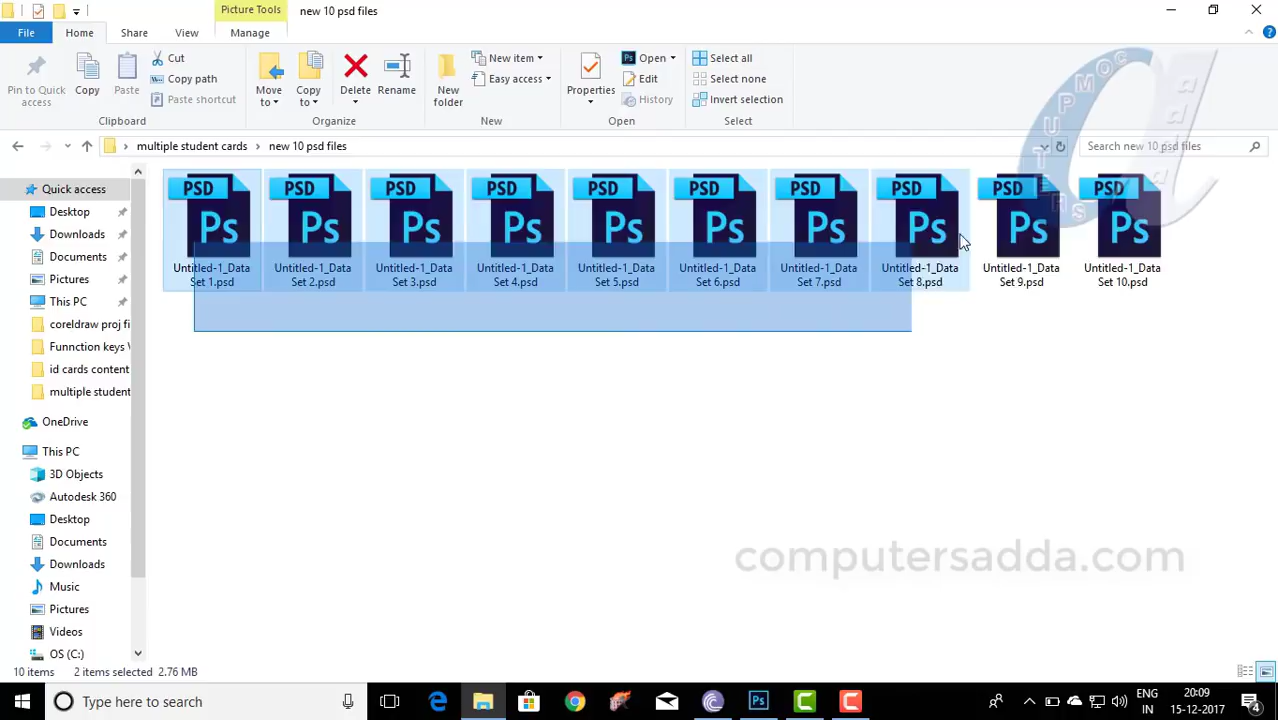 Picture Tools
new 10 psd files
File
Home
Share
View
Manage
Pin to Quick access
Copy
Paste
Cut
Copy path
Paste shortcut
Clipboard
Move to
Copy to
Delete
Rename
Organize
New folder
New item
Easy access
New
Properties
Open
Edit
History
Open
Select all
Select none
Invert selection
Select
multiple student cards
new 10 psd files
Search new 10 psd files
Quick access
Desktop
Downloads
Documents
Pictures
This PC
coreldraw proj fi
Funnction keys V
id cards content
multiple student
OneDrive
This PC
3D Objects
Autodesk 360
Desktop
Documents
Downloads
Music
Pictures
Videos
OS (C:)
PSD PSD PSD PSD PSD PSD PSD PSD PSD PSD
Ps Ps Ps Ps Ps Ps Ps Ps Ps Ps
Untitled-1_Data Set 1.psd
Untitled-1_Data Set 2.psd
Untitled-1_Data Set 3.psd
Untitled-1_Data Set 4.psd
Untitled-1_Data Set 5.psd
Untitled-1_Data Set 6.psd
Untitled-1_Data Set 7.psd
Untitled-1_Data Set 8.psd
Untitled-1_Data Set 9.psd
Untitled-1_Data Set 10.psd
COMPUTERS
adda
computersadda.com
10 items
2 items selected 2.76 MB
Type here to search
ENG
IN
20:09
15-12-2017
4